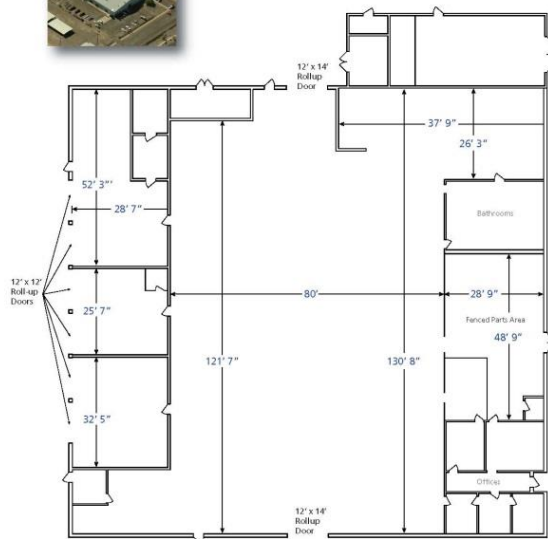 12' x 14'
Rollup
Door
37' 9"
26' 3"
52' 3"
28' 7"
Bathrooms
12' x 12'
Roll-up
Doors
80'
28' 9"
25' 7"
Fenced Parts Area
48' 9"
121' 7"
130' 8"
32' 5"
Offices
12' x 14'
Rollup
Door